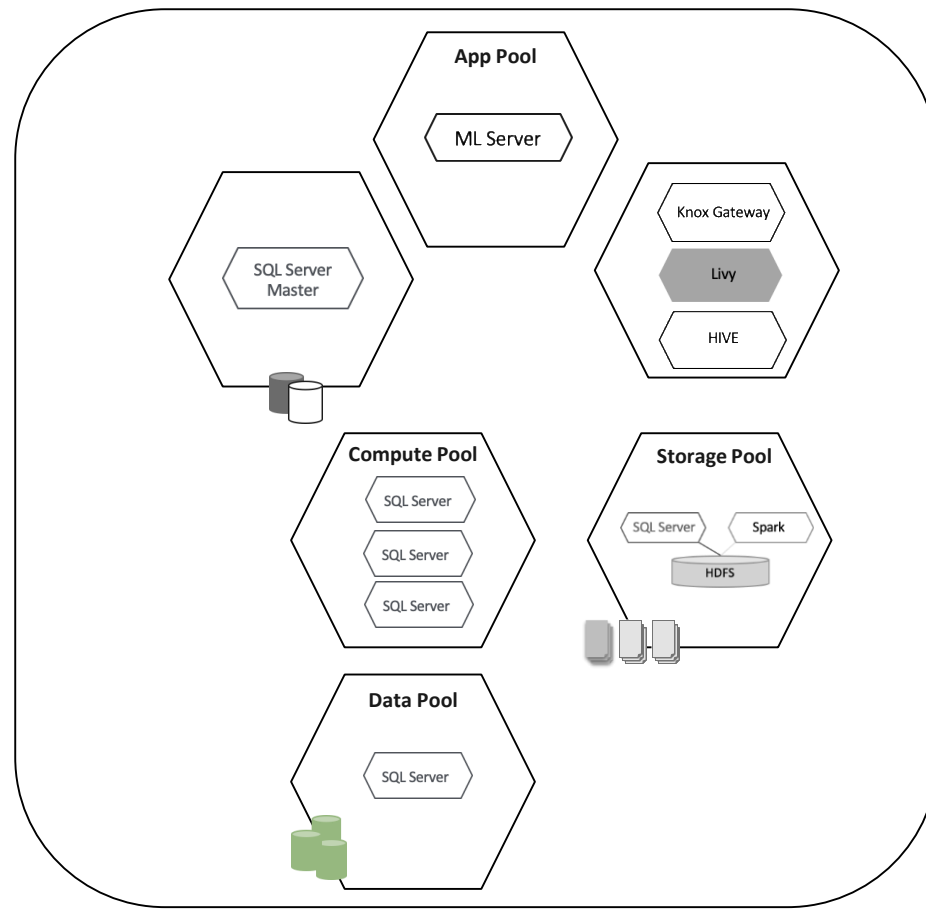 App Pool
ML Server
Knox Gateway
Livy
HIVE
SQL Server
Master
Compute Pool
SQL Server
SQL Server
SQL Server
Storage Pool
SQL Server
Spark
HDFS
Data Pool
SQL Server